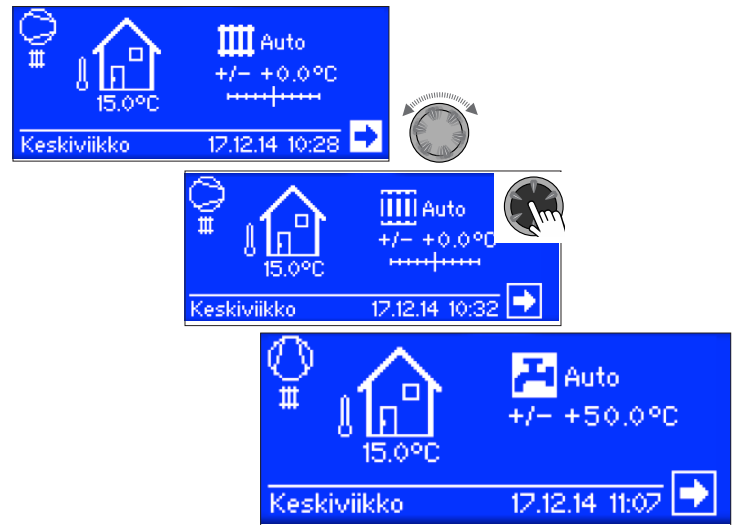 Auto
+/- +0.0°C
15.0°C
Keskiviikko 17.12.14 10:28
Auto
+/- +0.0°C
15.0°C
Keskiviikko 17.12.14 10:32
Auto
+/- +50.0°C
15.0°C
Keskiviikko 17.12.14 11:07